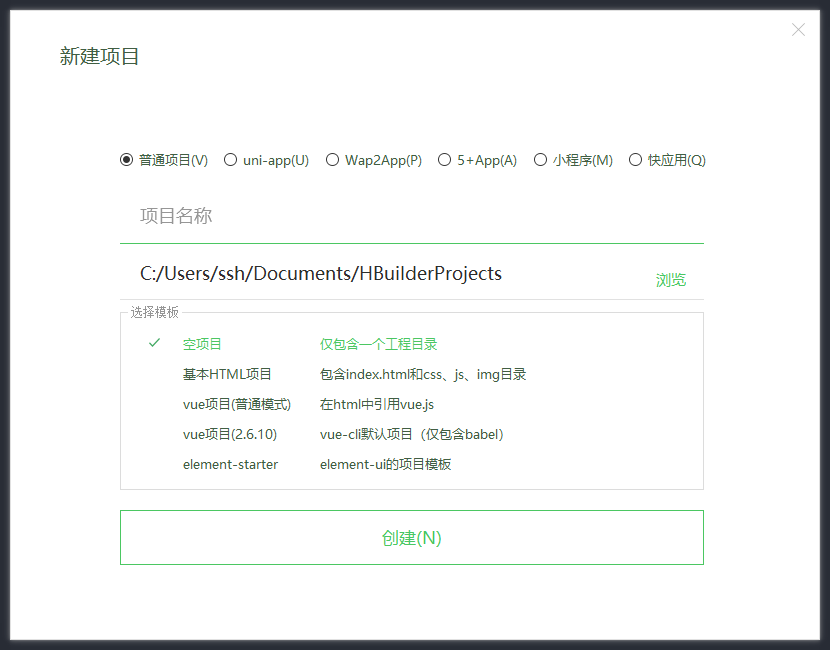 新建项目
普通项目(V) uni-app(U) Wap2App(P) 5+App(A) 小程序(M) 快应用(Q)
项目名称
C:/Users/ssh/Documents/HBuilderProjects 浏览
选择模板
空项目 仅包含一个工程目录
基本HTML项目 包含index.html和css、js、img目录
vue项目(普通模式) 在html中引用vue.js
vue项目(2.6.10) vue-cli默认项目（仅包含babel）
element-starter element-ui的项目模板
创建(N)